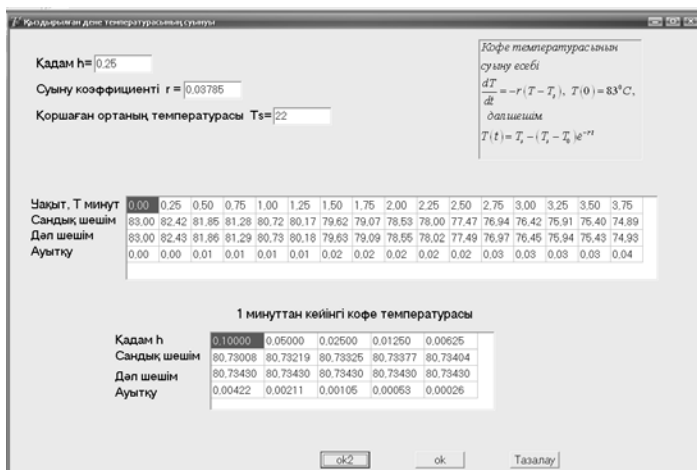 Қыздырылған дене температурасының суынуы
Қадам h= 0,25
Суыну коэффициенті r = 0,03785
Қоршаған ортаның температурасы Ts= 22
Кофе температурасынын
суыну есебі
dT/dt = −r(T − T_s), T(0) = 83⁰C,
дәл шешім
T(t) = T_s − (T_s − T_0)e^{−rt}
Уақыт, T минут 0,00 0,25 0,50 0,75 1,00 1,25 1,50 1,75 2,00 2,25 2,50 2,75 3,00 3,25 3,50 3,75
Сандық шешім 83,00 82,42 81,85 81,28 80,72 80,17 79,62 79,07 78,53 78,00 77,47 76,94 76,42 75,91 75,40 74,89
Дәл шешім 83,00 82,43 81,86 81,29 80,73 80,18 79,63 79,09 78,55 78,02 77,49 76,97 76,45 75,94 75,43 74,93
Ауытқу 0,00 0,00 0,01 0,01 0,01 0,01 0,02 0,02 0,02 0,02 0,02 0,03 0,03 0,03 0,03 0,04
1 минуттан кейінгі кофе температурасы
Қадам h 0,10000 0,05000 0,02500 0,01250 0,00625
Сандық шешім 80,73008 80,73219 80,73325 80,73377 80,73404
Дәл шешім 80,73430 80,73430 80,73430 80,73430 80,73430
Ауытқу 0,00422 0,00211 0,00105 0,00053 0,00026
ok2 ok Тазалау